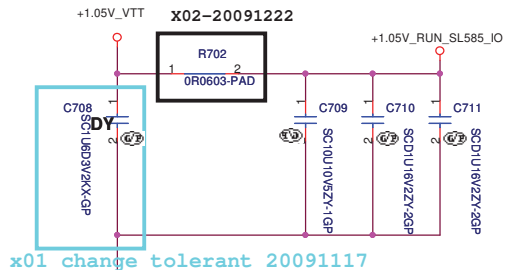 +1.05V_VTT
X02-20091222
+1.05V_RUN_SL585_IO
R702
1
2
0R0603-PAD
C708
1
DY
2
SC1U6D3V2KX-GP
C709
1
SC10U10V5ZY-1GP
C710
1
2
SCD1U16V2ZY-2GP
C711
1
2
SCD1U16V2ZY-2GP
x01 change tolerant 20091117